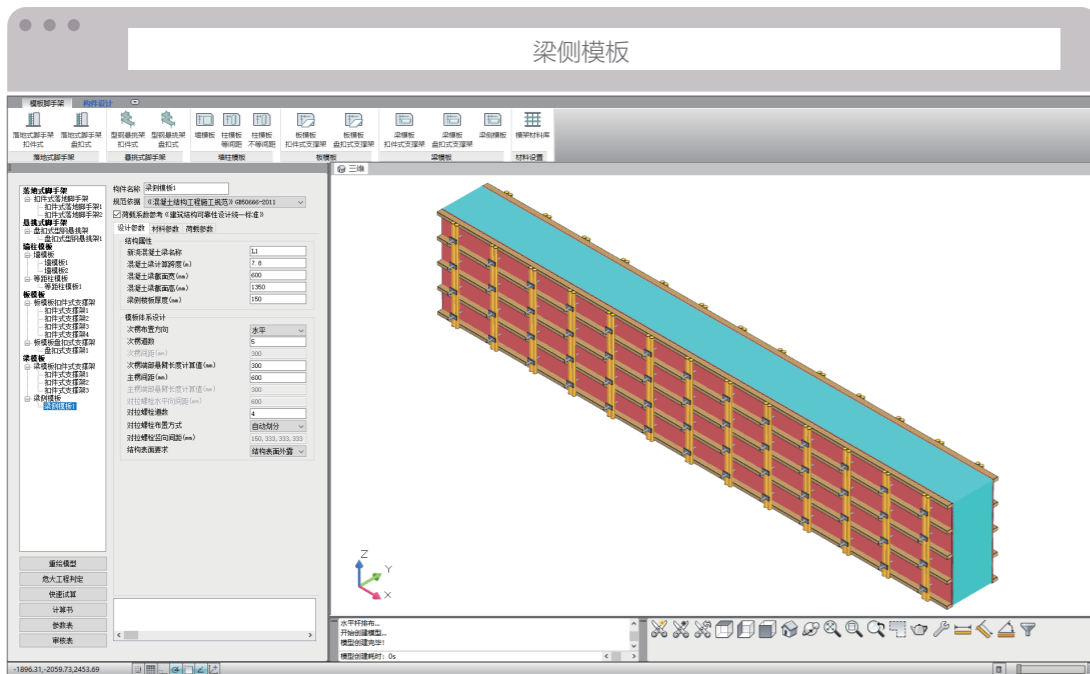 梁侧模板
模板脚手架 构件设计
落地式脚手架 扣件式
落地式脚手架 盘扣式
型钢悬挑架 扣件式
型钢悬挑架 盘扣式
墙模板
柱模板 等间距
柱模板 不等间距
板模板 扣件式支撑架
板模板 盘扣式支撑架
梁模板 扣件式支撑架
梁模板 盘扣式支撑架
梁侧模板
模架材料库
落地式脚手架 悬挑式脚手架 墙柱模板 板模板 梁模板 材料设置
三维
落地式脚手架
扣件式落地脚手架
扣件式落地脚手架1
扣件式落地脚手架2
悬挑式脚手架
盘扣式型钢悬挑架
盘扣式型钢悬挑架1
墙柱模板
墙模板
墙模板1
墙模板2
等距柱模板
等距柱模板1
板模板
板模板扣件式支撑架
扣件式支撑架1
扣件式支撑架2
扣件式支撑架3
扣件式支撑架4
板模板盘扣式支撑架
盘扣式支撑架1
梁模板
梁模板扣件式支撑架
扣件式支撑架1
扣件式支撑架2
扣件式支撑架3
梁侧模板
梁侧模板1
重绘模型
危大工程判定
快速试算
计算书
参数表
审核表
构件名称 梁侧模板1
规范依据 《混凝土结构工程施工规范》GB50666-2011
荷载系数参考《建筑结构可靠性设计统一标准》
设计参数 材料参数 荷载参数
结构属性
新浇混凝土梁名称 L1
混凝土梁计算跨度(m) 7.8
混凝土梁截面宽(mm) 600
混凝土梁截面高(mm) 1350
梁侧楼板厚度(mm) 150
模板体系设计
次楞布置方向 水平
次楞道数 5
次楞间距(mm) 300
次楞端部悬臂长度计算值(mm) 300
主楞间距(mm) 600
主楞端部悬臂长度计算值(mm) 300
对拉螺栓水平向间距(mm) 600
对拉螺栓道数 4
对拉螺栓布置方式 自动划分
对拉螺栓竖向间距(mm) 150,333,333,333
结构表面要求 结构表面外露
Z
Y
X
水平杆排布...
开始创建模型...
模型创建完毕!
模型创建耗时: 0s
-1896.31,-2059.73,2453.69